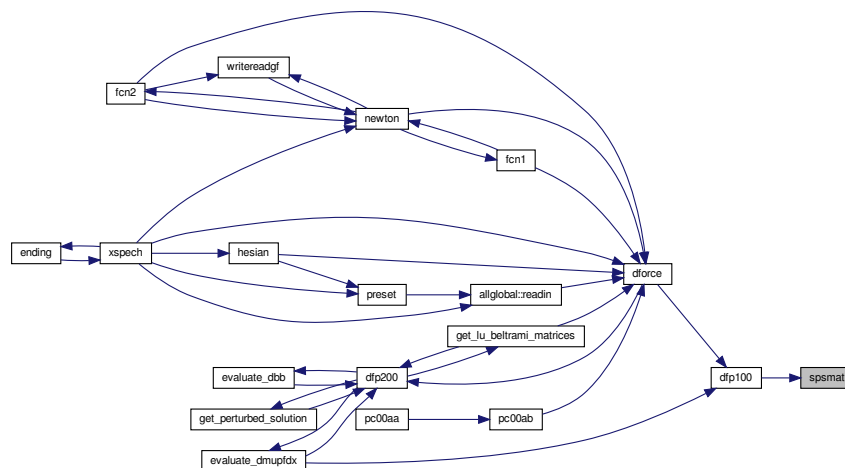 writereadgf
fcn2
newton
fcn1
ending
xspech
hesian
dforce
preset
allglobal::readin
get_lu_beltrami_matrices
evaluate_dbb
dfp200
dfp100
spsmat
get_perturbed_solution
pc00aa
pc00ab
evaluate_dmupfdx